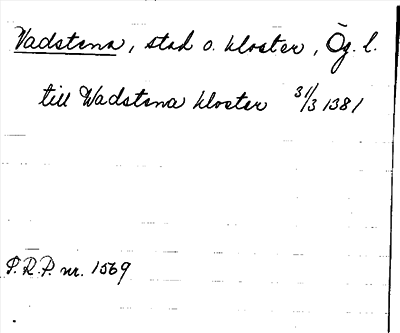 Vadstena, stad o. kloster, Ög. l.
till Wadstena kloster 31/3 1381
P.R.P. nr. 1569